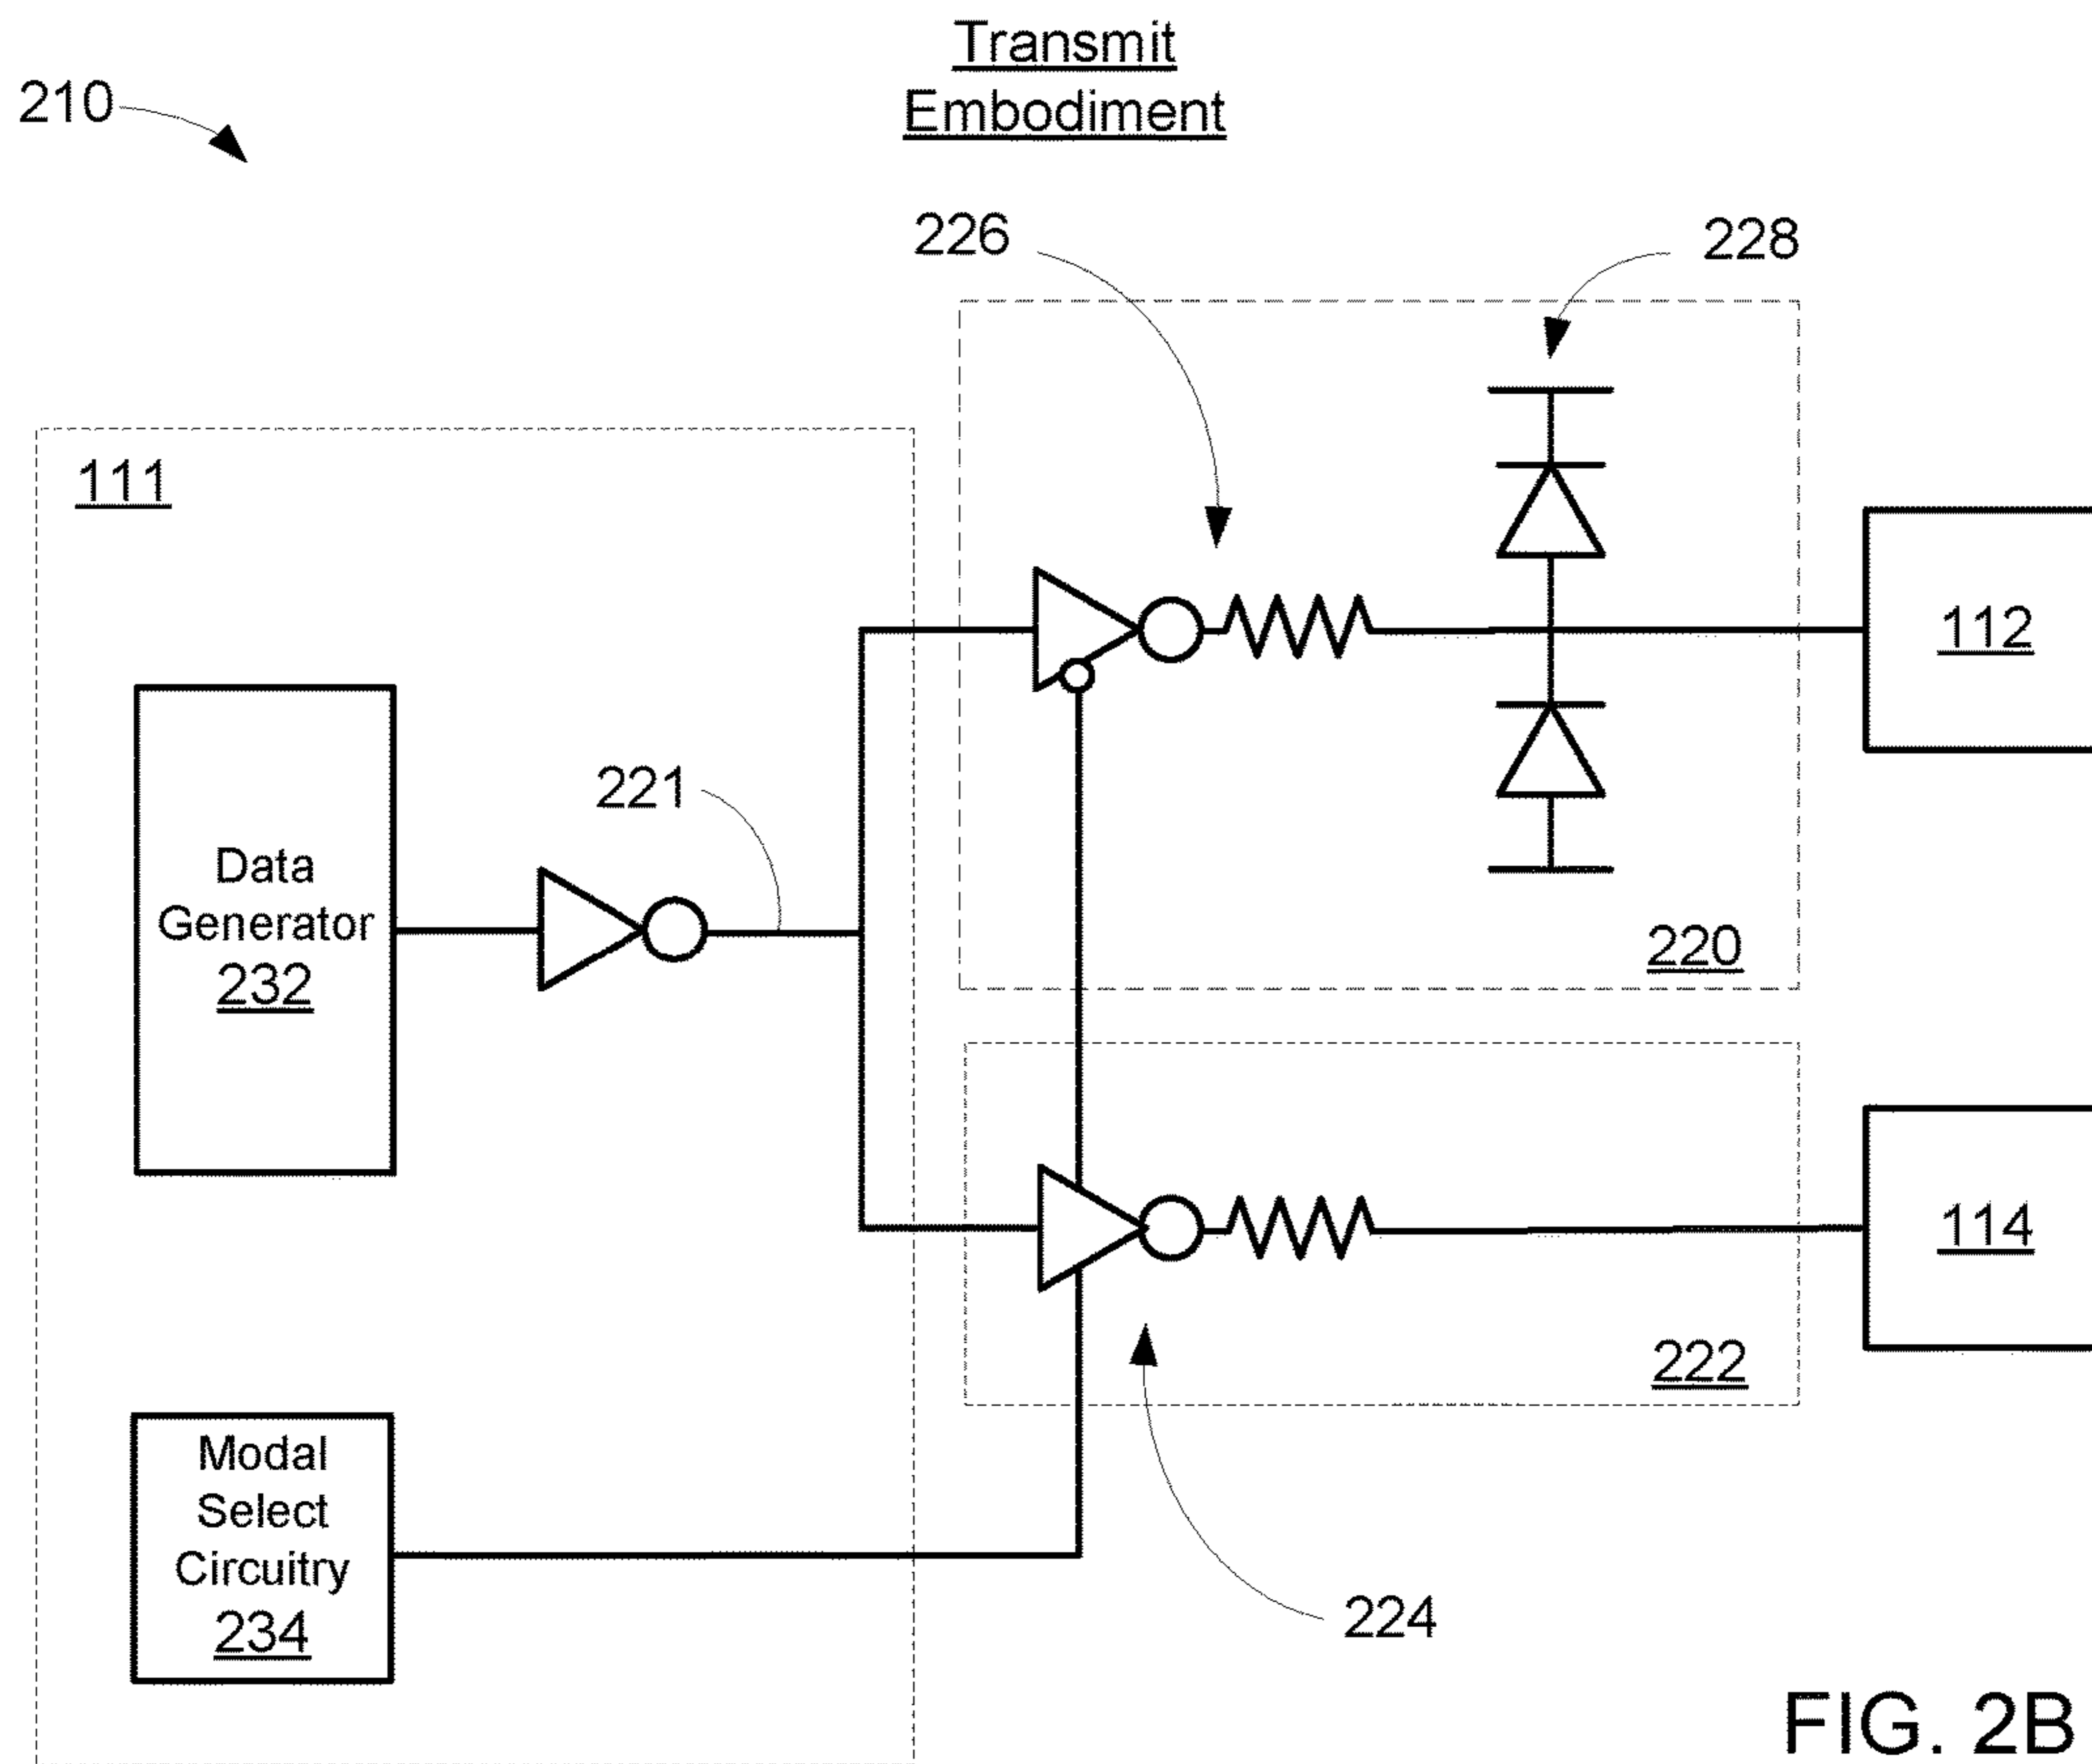 Transmit
Embodiment
210
226
228
111
112
221
Data
Generator
232
220
114
222
Modal
Select
Circuitry
234
224
FIG. 2B